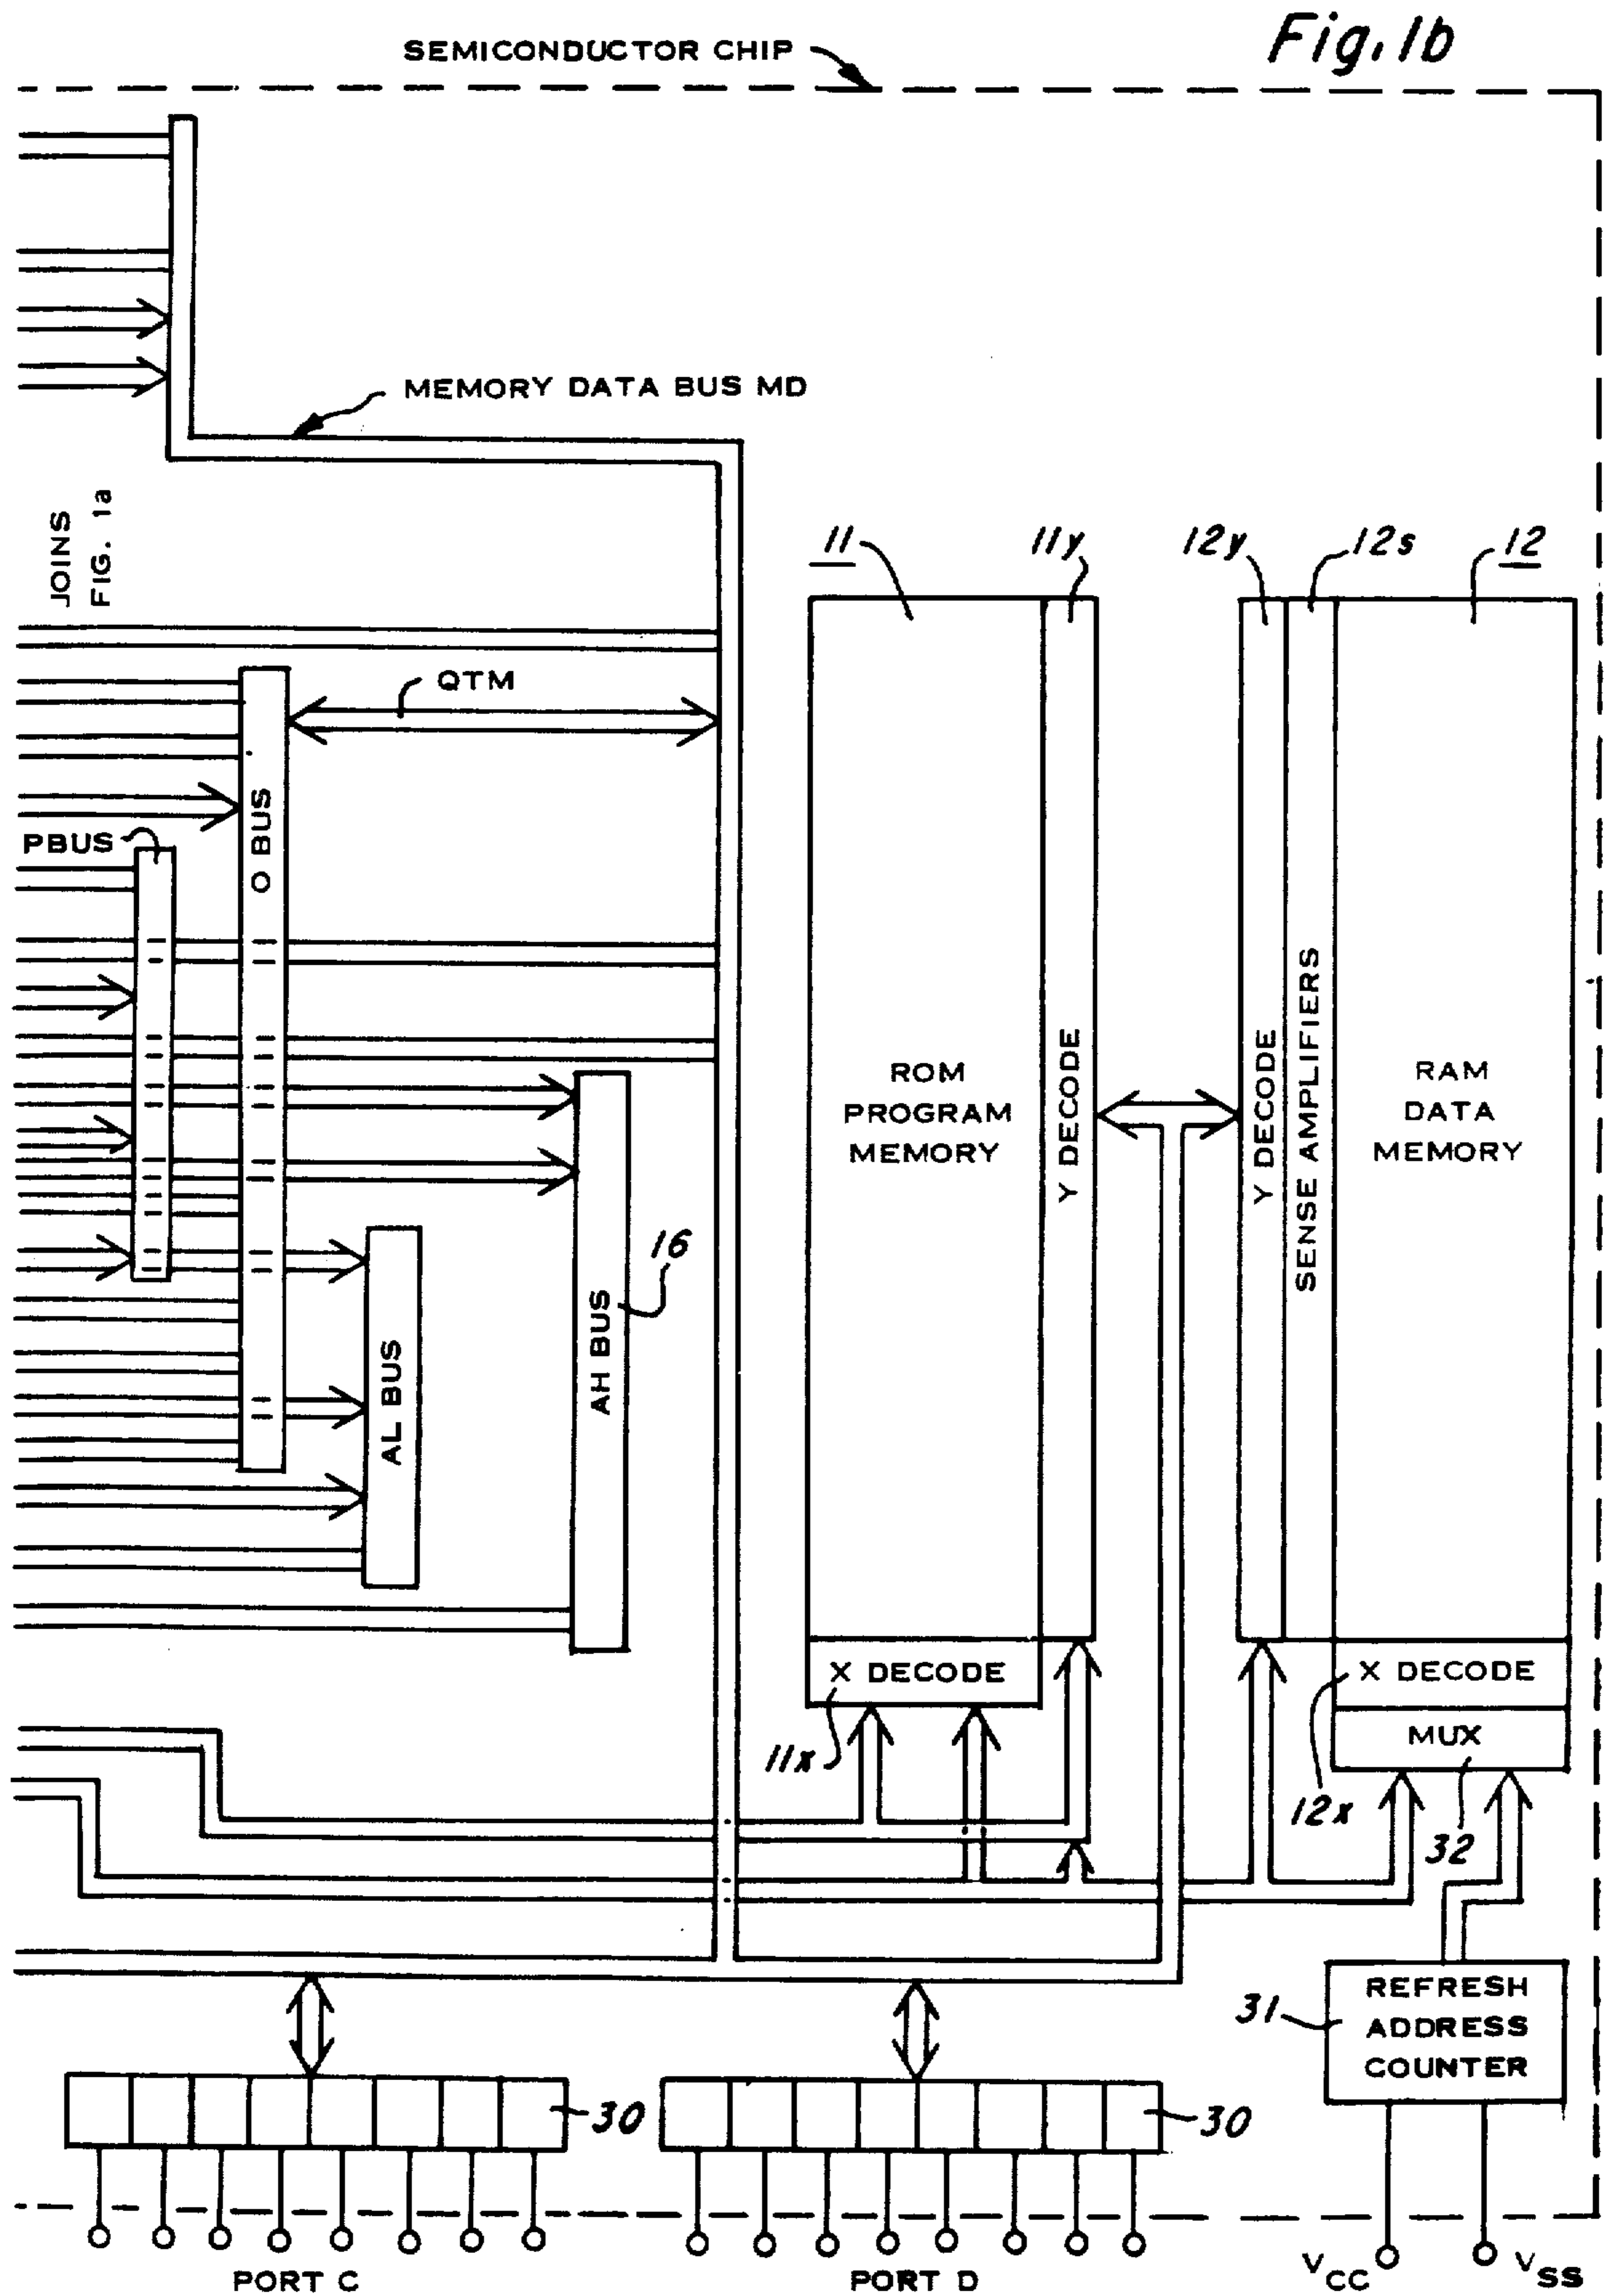 Fig. 1b
SEMICONDUCTOR CHIP
MEMORY DATA BUS MD
JOINS
FIG. 1a
11
11y
12y
12s
12
QTM
O BUS
PBUS
ROM
PROGRAM
MEMORY
Y DECODE
Y DECODE
SENSE AMPLIFIERS
RAM
DATA
MEMORY
16
AL BUS
AH BUS
X DECODE
X DECODE
MUX
11x
12x
32
REFRESH
ADDRESS
COUNTER
31
30
30
PORT C
PORT D
VCC
VSS